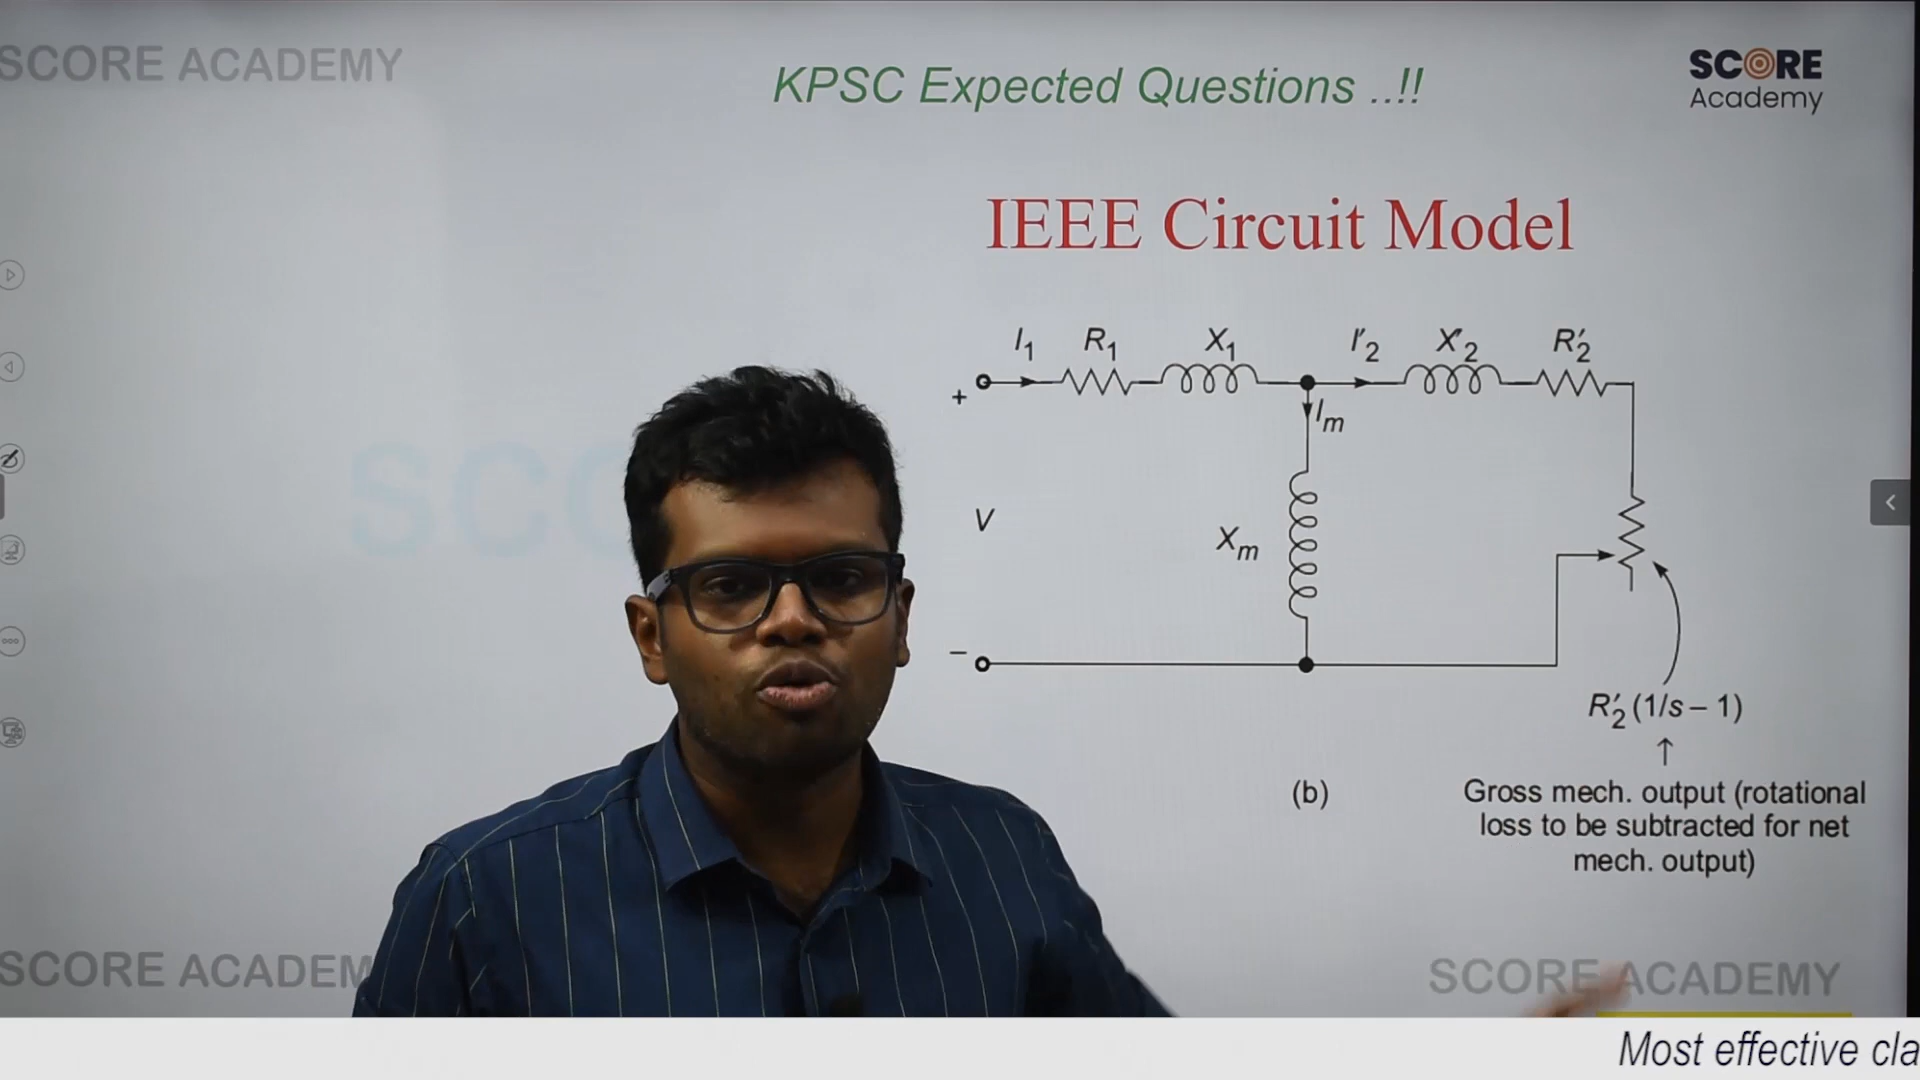 SCORE ACADEMY
KPSC Expected Questions ..!!
SCORE
Academy
IEEE Circuit Model
I1 R1 X1 I'2 X'2 R'2
+
Im
SCO
V
Xm
–
R'2 (1/s – 1)
↑
(b)
Gross mech. output (rotational
loss to be subtracted for net
mech. output)
SCORE ACADEM
SCORE ACADEMY
Most effective cla